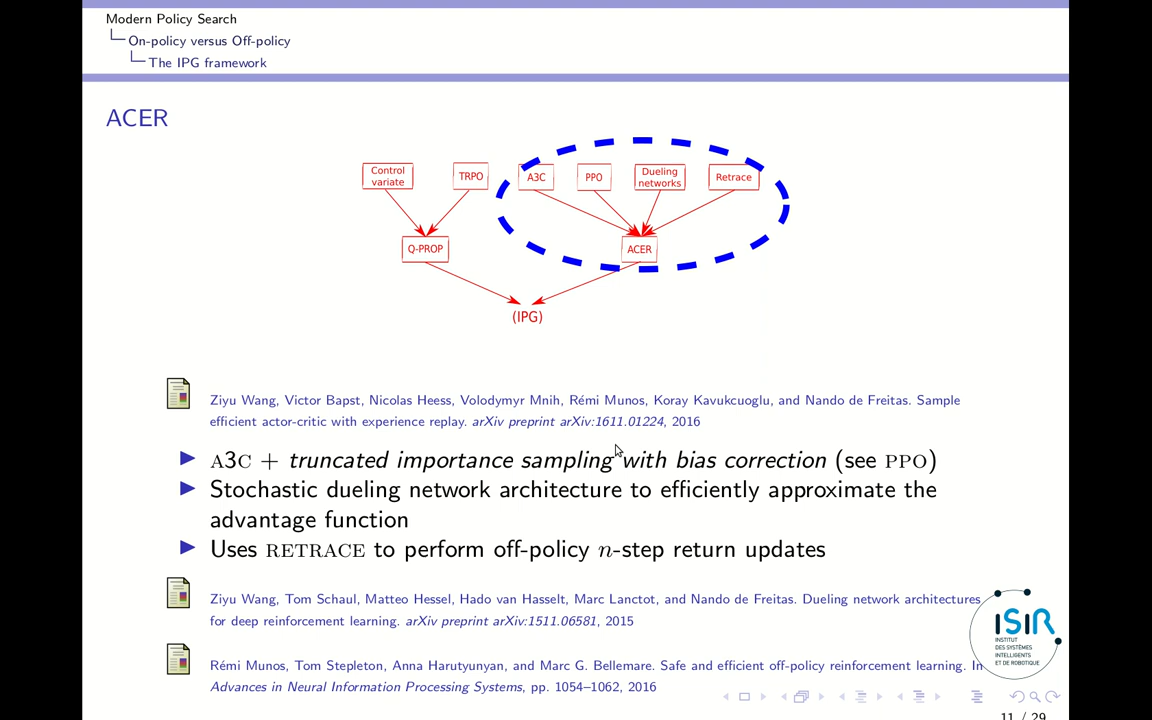 Modern Policy Search
On-policy versus Off-policy
The IPG framework
ACER
Control
variate
TRPO
A3C
PPO
Dueling
networks
Retrace
Q-PROP
ACER
(IPG)
Ziyu Wang, Victor Bapst, Nicolas Heess, Volodymyr Mnih, Rémi Munos, Koray Kavukcuoglu, and Nando de Freitas. Sample
efficient actor-critic with experience replay. arXiv preprint arXiv:1611.01224, 2016
A3C + truncated importance sampling with bias correction (see PPO)
Stochastic dueling network architecture to efficiently approximate the
advantage function
Uses RETRACE to perform off-policy n-step return updates
Ziyu Wang, Tom Schaul, Matteo Hessel, Hado van Hasselt, Marc Lanctot, and Nando de Freitas. Dueling network architectures
for deep reinforcement learning. arXiv preprint arXiv:1511.06581, 2015
Rémi Munos, Tom Stepleton, Anna Harutyunyan, and Marc G. Bellemare. Safe and efficient off-policy reinforcement learning. In
Advances in Neural Information Processing Systems, pp. 1054–1062, 2016
ISIR
INSTITUT
DES SYSTÈMES
INTELLIGENTS
ET DE ROBOTIQUE
11 / 29